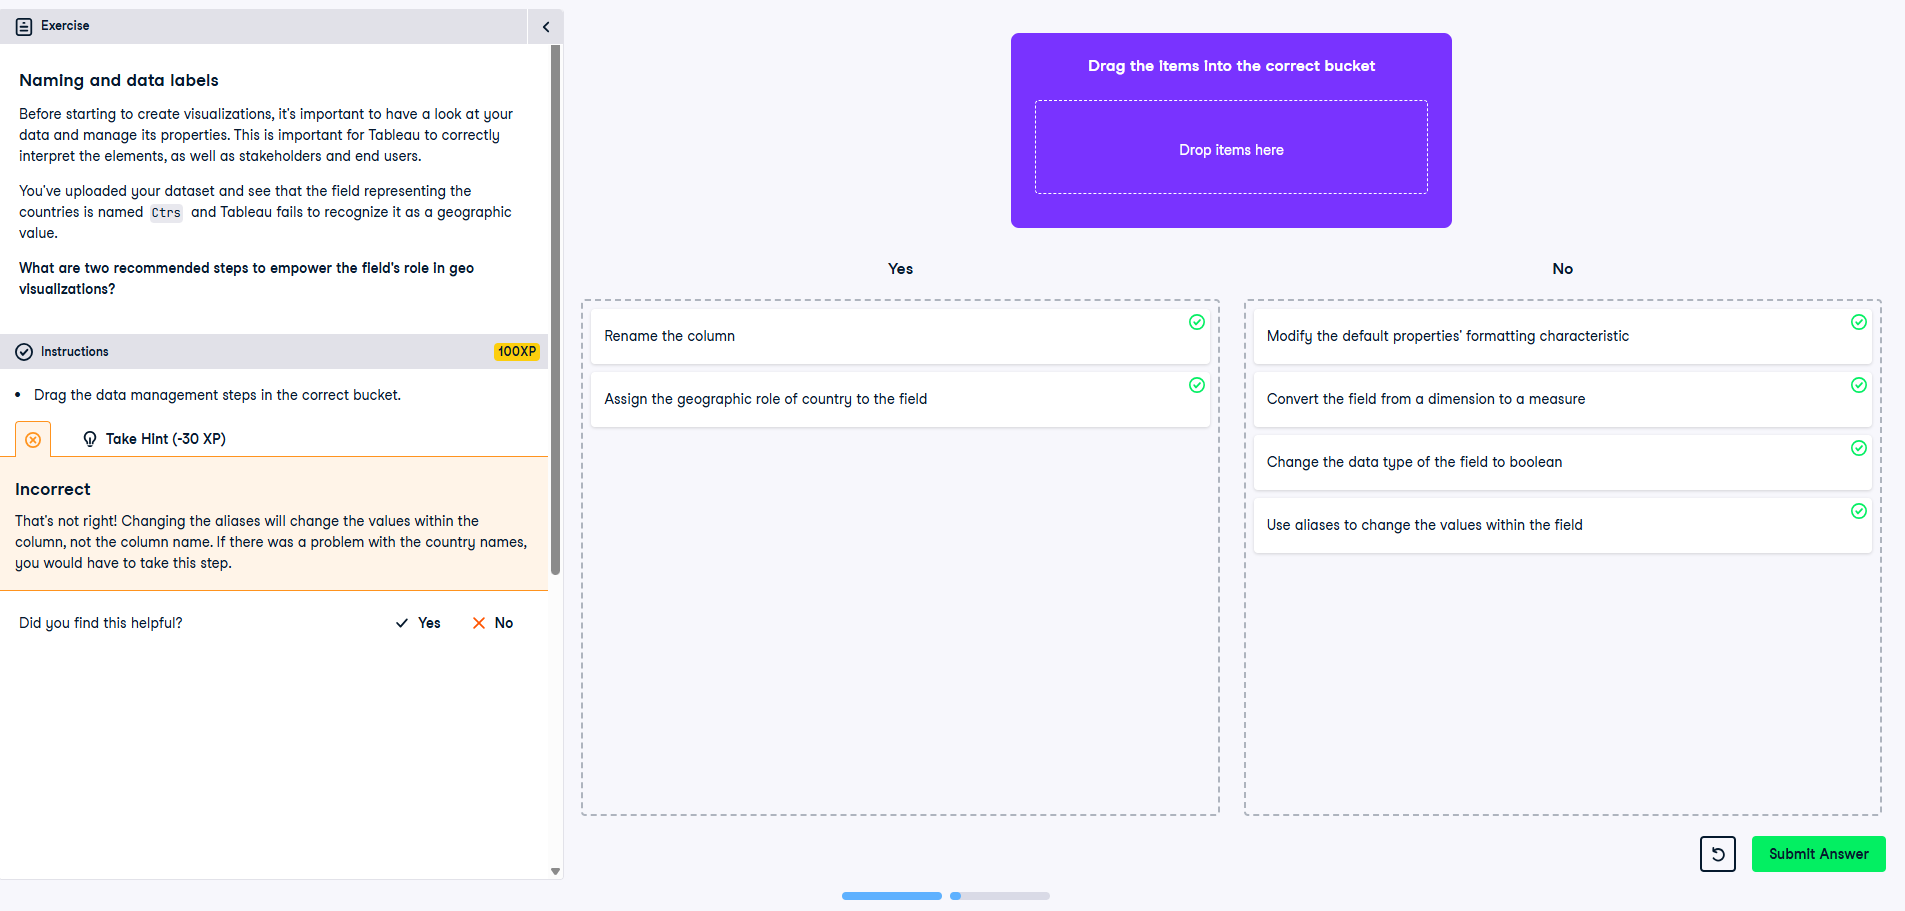 Exercise
Naming and data labels
Before starting to create visualizations, it's important to have a look at your
data and manage its properties. This is important for Tableau to correctly
interpret the elements, as well as stakeholders and end users.
You've uploaded your dataset and see that the field representing the
countries is named Ctrs and Tableau fails to recognize it as a geographic
value.
What are two recommended steps to empower the field's role in geo
visualizations?
Instructions
100XP
Drag the data management steps in the correct bucket.
Take Hint (-30 XP)
Incorrect
That's not right! Changing the aliases will change the values within the
column, not the column name. If there was a problem with the country names,
you would have to take this step.
Did you find this helpful?
Yes
No
Drag the items into the correct bucket
Drop items here
Yes
Rename the column
Assign the geographic role of country to the field
No
Modify the default properties' formatting characteristic
Convert the field from a dimension to a measure
Change the data type of the field to boolean
Use aliases to change the values within the field
Submit Answer